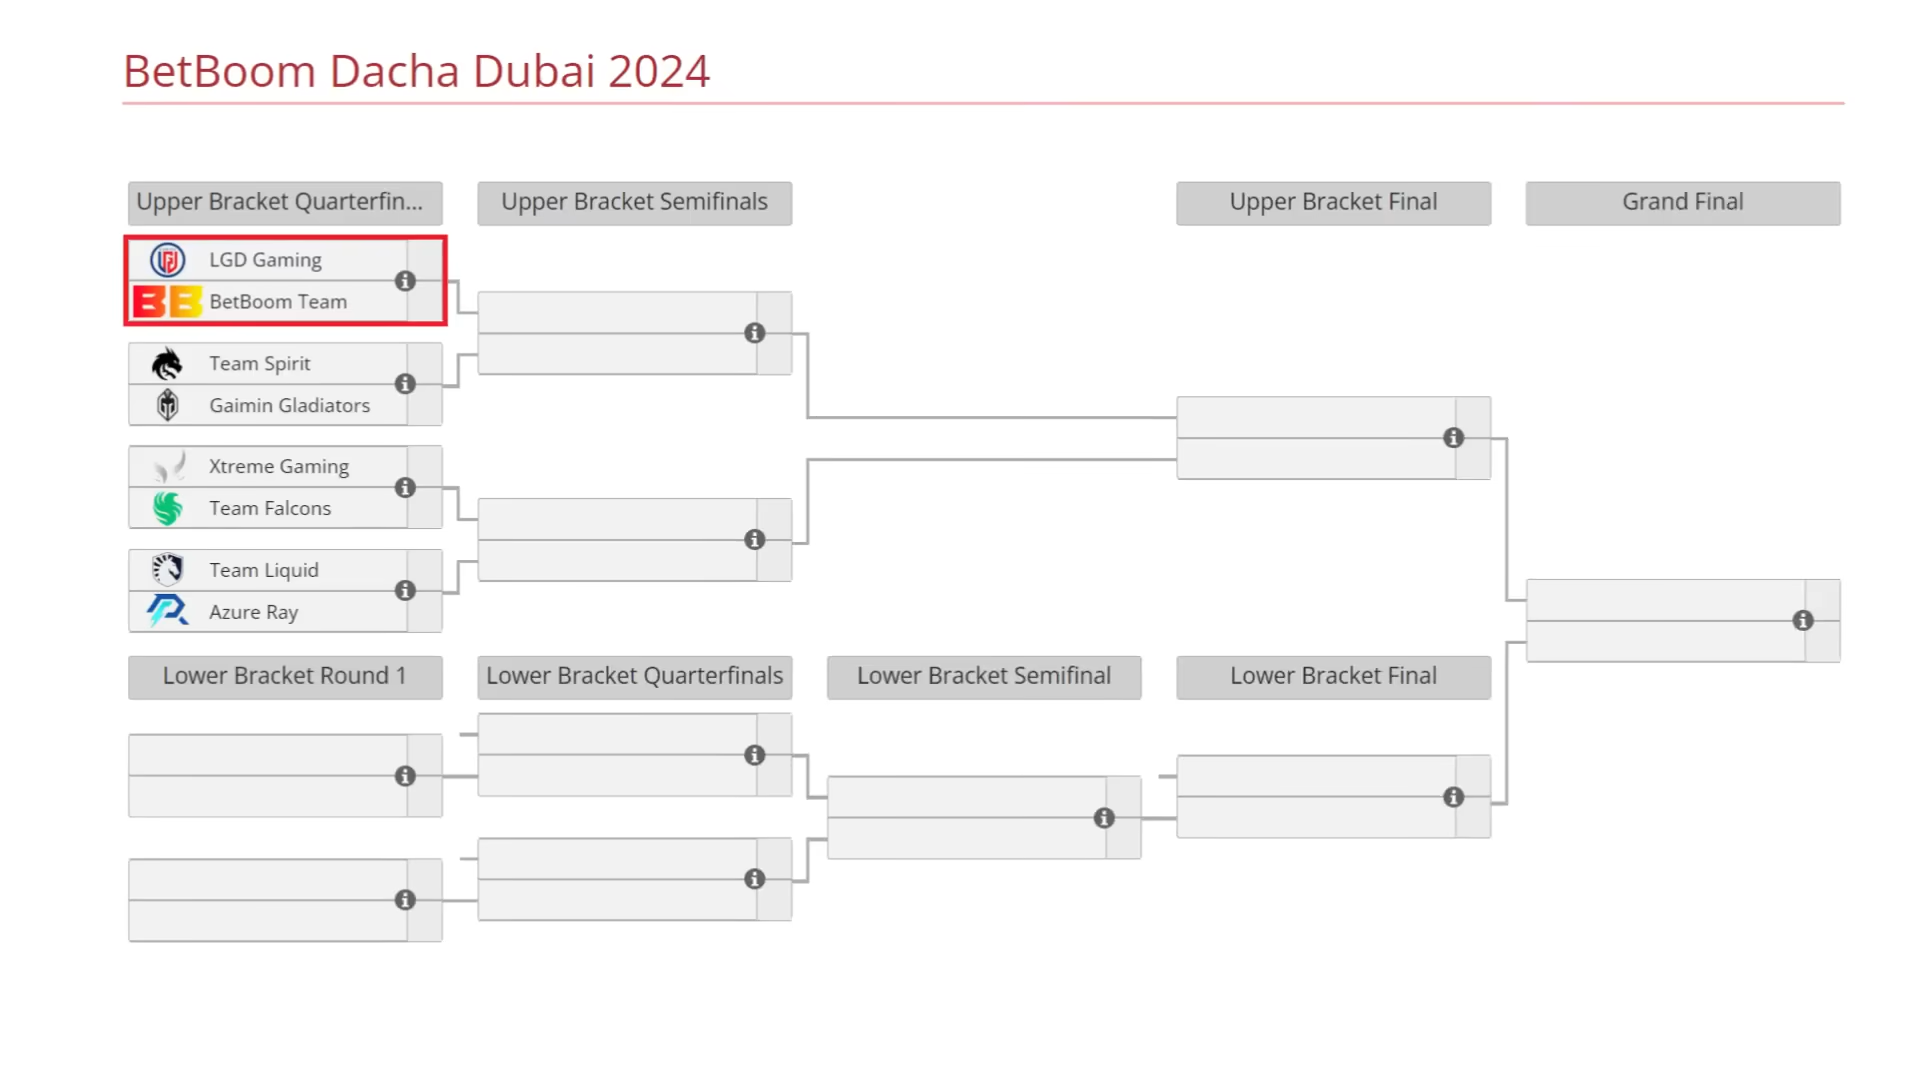 BetBoom Dacha Dubai 2024
Upper Bracket Quarterfin...
Upper Bracket Semifinals
Upper Bracket Final
Grand Final
LGD Gaming
BB BetBoom Team
Team Spirit
Gaimin Gladiators
Xtreme Gaming
Team Falcons
Team Liquid
Azure Ray
Lower Bracket Round 1
Lower Bracket Quarterfinals
Lower Bracket Semifinal
Lower Bracket Final